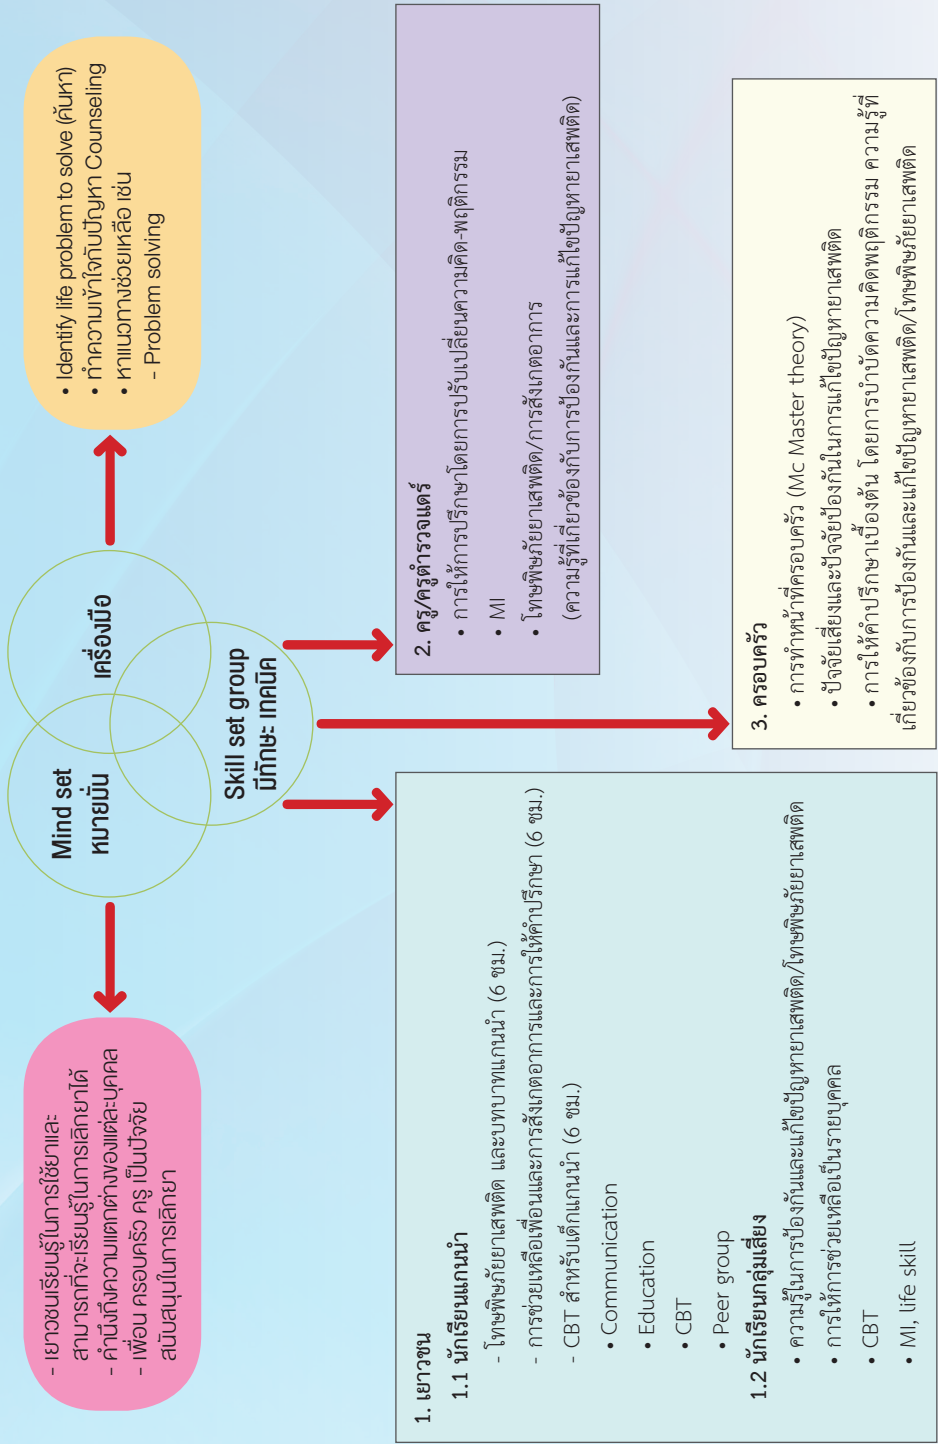 - เยาวชนเรียนรู้ในการใช้ยาและ
สามารถที่จะเรียนรู้ในการเลิกยาได้
- คำนึงถึงความแตกต่างของแต่ละบุคคล
- เพื่อน ครอบครัว ครู เป็นปัจจัย
สนับสนุนในการเลิกยา
Mind set
หมายมั่น
เครื่องมือ
Skill set group
มีทักษะ เทคนิค
• Identify life problem to solve (ค้นหา)
• ทำความเข้าใจกับปัญหา Counseling
• หาแนวทางช่วยเหลือ เช่น
- Problem solving
1. เยาวชน
1.1 นักเรียนแกนนำ
- โทษพิษภัยยาเสพติด และบทบาทแกนนำ (6 ชม.)
- การช่วยเหลือเพื่อนและการสังเกตอาการและการให้คำปรึกษา (6 ชม.)
- CBT สำหรับเด็กแกนนำ (6 ชม.)
• Communication
• Education
• CBT
• Peer group
1.2 นักเรียนกลุ่มเสี่ยง
• ความรู้ในการป้องกันและแก้ไขปัญหายาเสพติด/โทษพิษภัยยาเสพติด
• การให้การช่วยเหลือเป็นรายบุคคล
• CBT
• MI, life skill
2. ครู/ครูตำรวจแดร์
• การให้การปรึกษาโดยการปรับเปลี่ยนความคิด-พฤติกรรม
• MI
• โทษพิษภัยยาเสพติด/การสังเกตอาการ
(ความรู้ที่เกี่ยวข้องกับการป้องกันและการแก้ไขปัญหายาเสพติด)
3. ครอบครัว
• การทำหน้าที่ครอบครัว (Mc Master theory)
• ปัจจัยเสี่ยงและปัจจัยป้องกันในการแก้ไขปัญหายาเสพติด
• การให้คำปรึกษาเบื้องต้น โดยการบำบัดความคิดพฤติกรรม ความรู้ที่
เกี่ยวข้องกับการป้องกันและแก้ไขปัญหายาเสพติด/โทษพิษภัยยาเสพติด